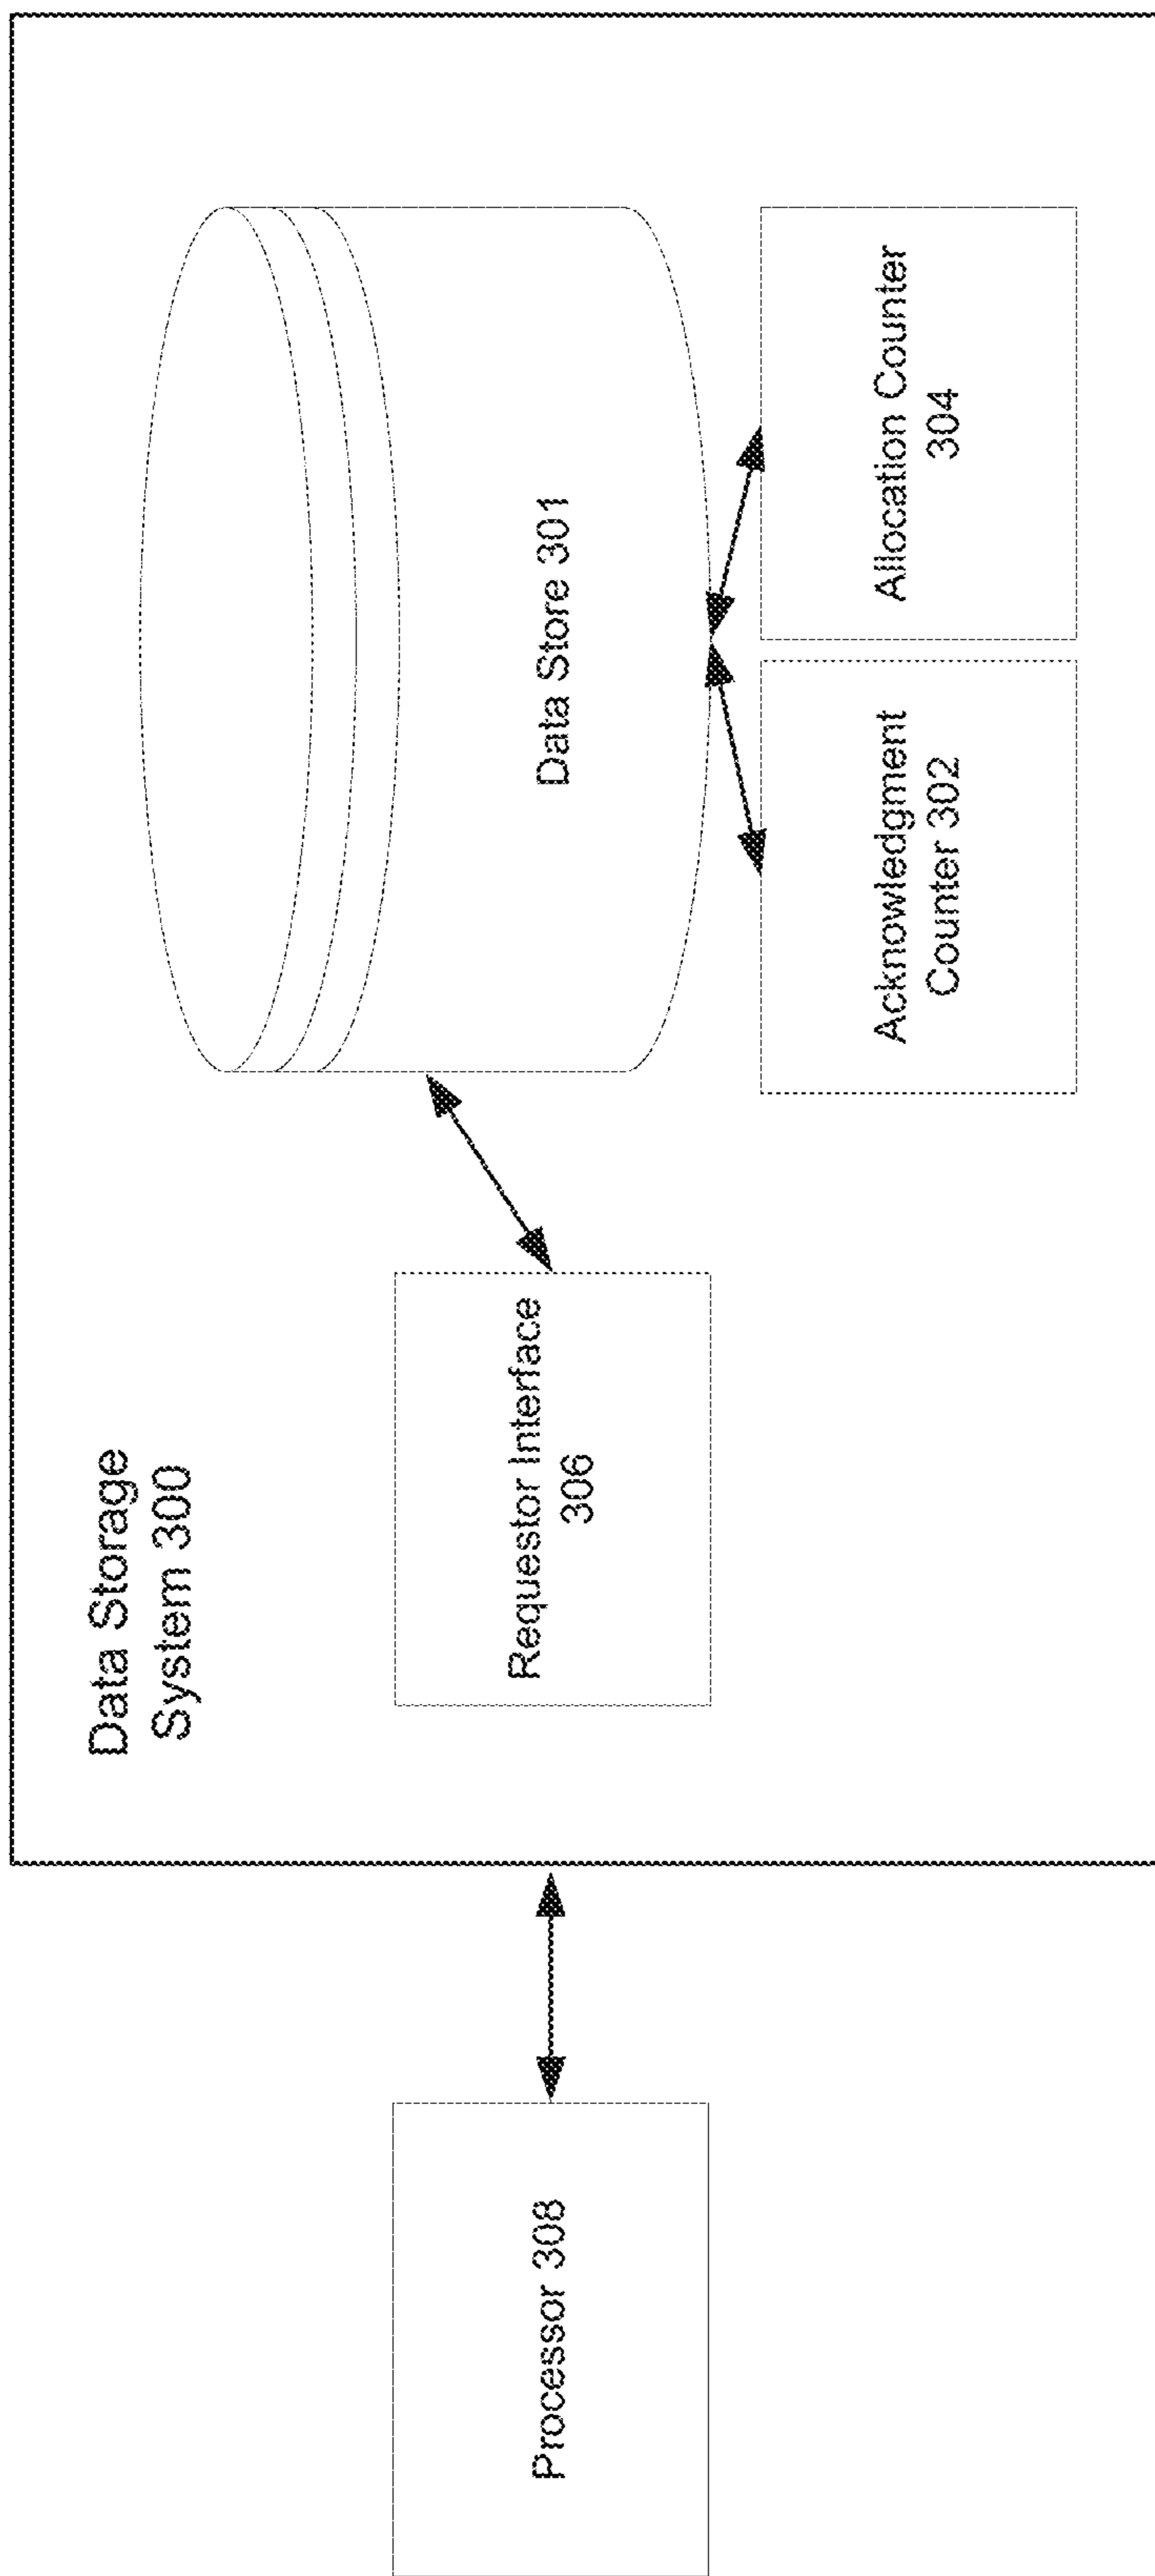 Data Storage
System 300
Processor 308
Requestor Interface
306
Data Store 301
Acknowledgment
Counter 302
Allocation Counter
304